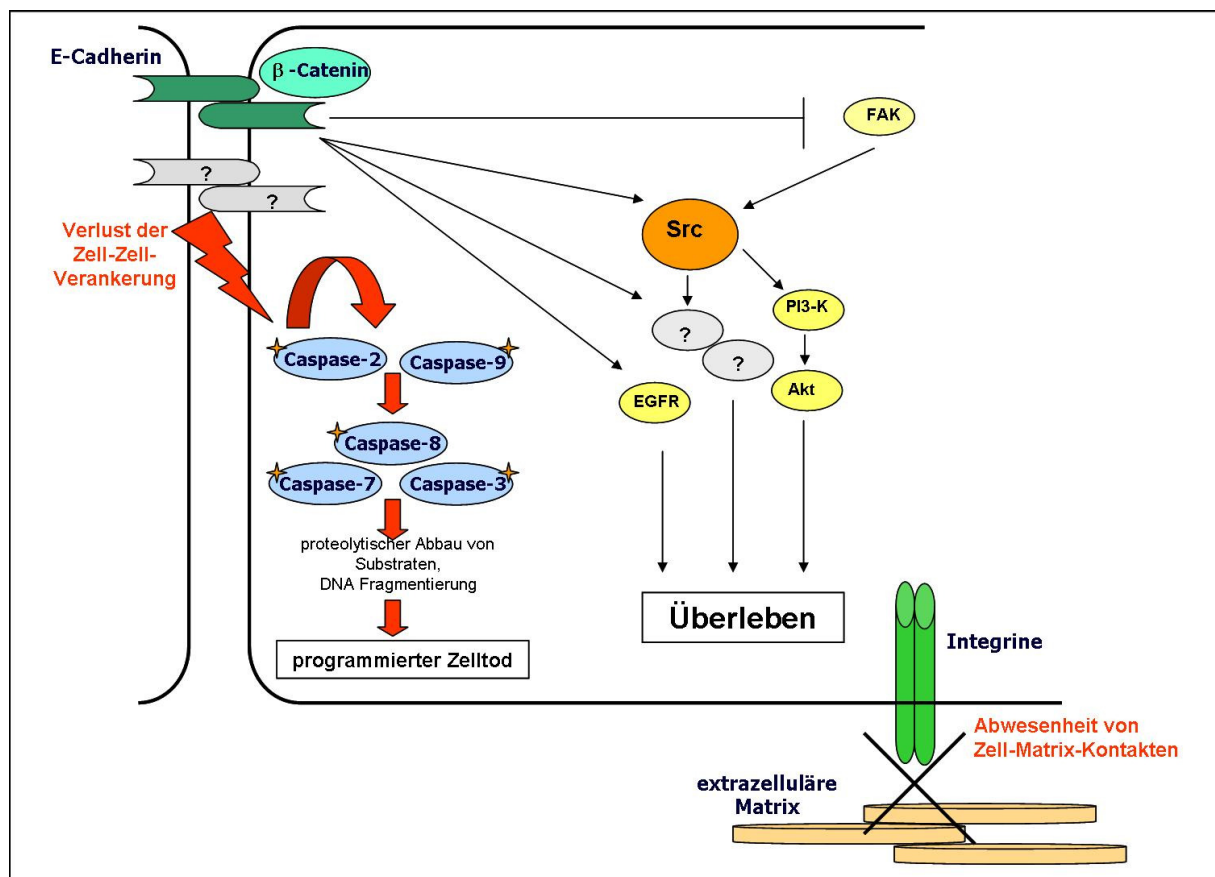 E-Cadherin
β -Catenin
FAK
?
?
Verlust der
Zell-Zell-
Verankerung
Src
PI3-K
?
?
Caspase-2
Caspase-9
Akt
EGFR
Caspase-8
Caspase-7
Caspase-3
proteolytischer Abbau von
Substraten,
DNA Fragmentierung
Überleben
programmierter Zelltod
Integrine
Abwesenheit von
Zell-Matrix-Kontakten
extrazelluläre
Matrix